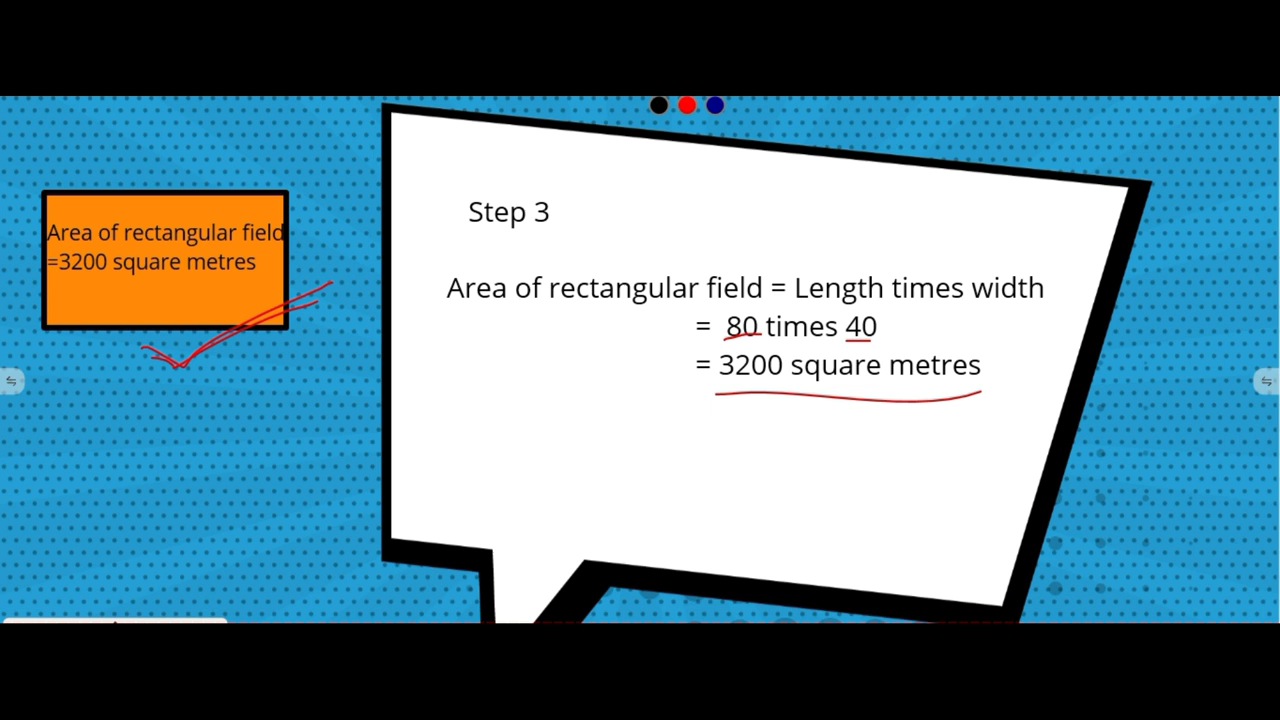 Area of rectangular field
=3200 square metres
Step 3
Area of rectangular field = Length times width
= 80 times 40
= 3200 square metres